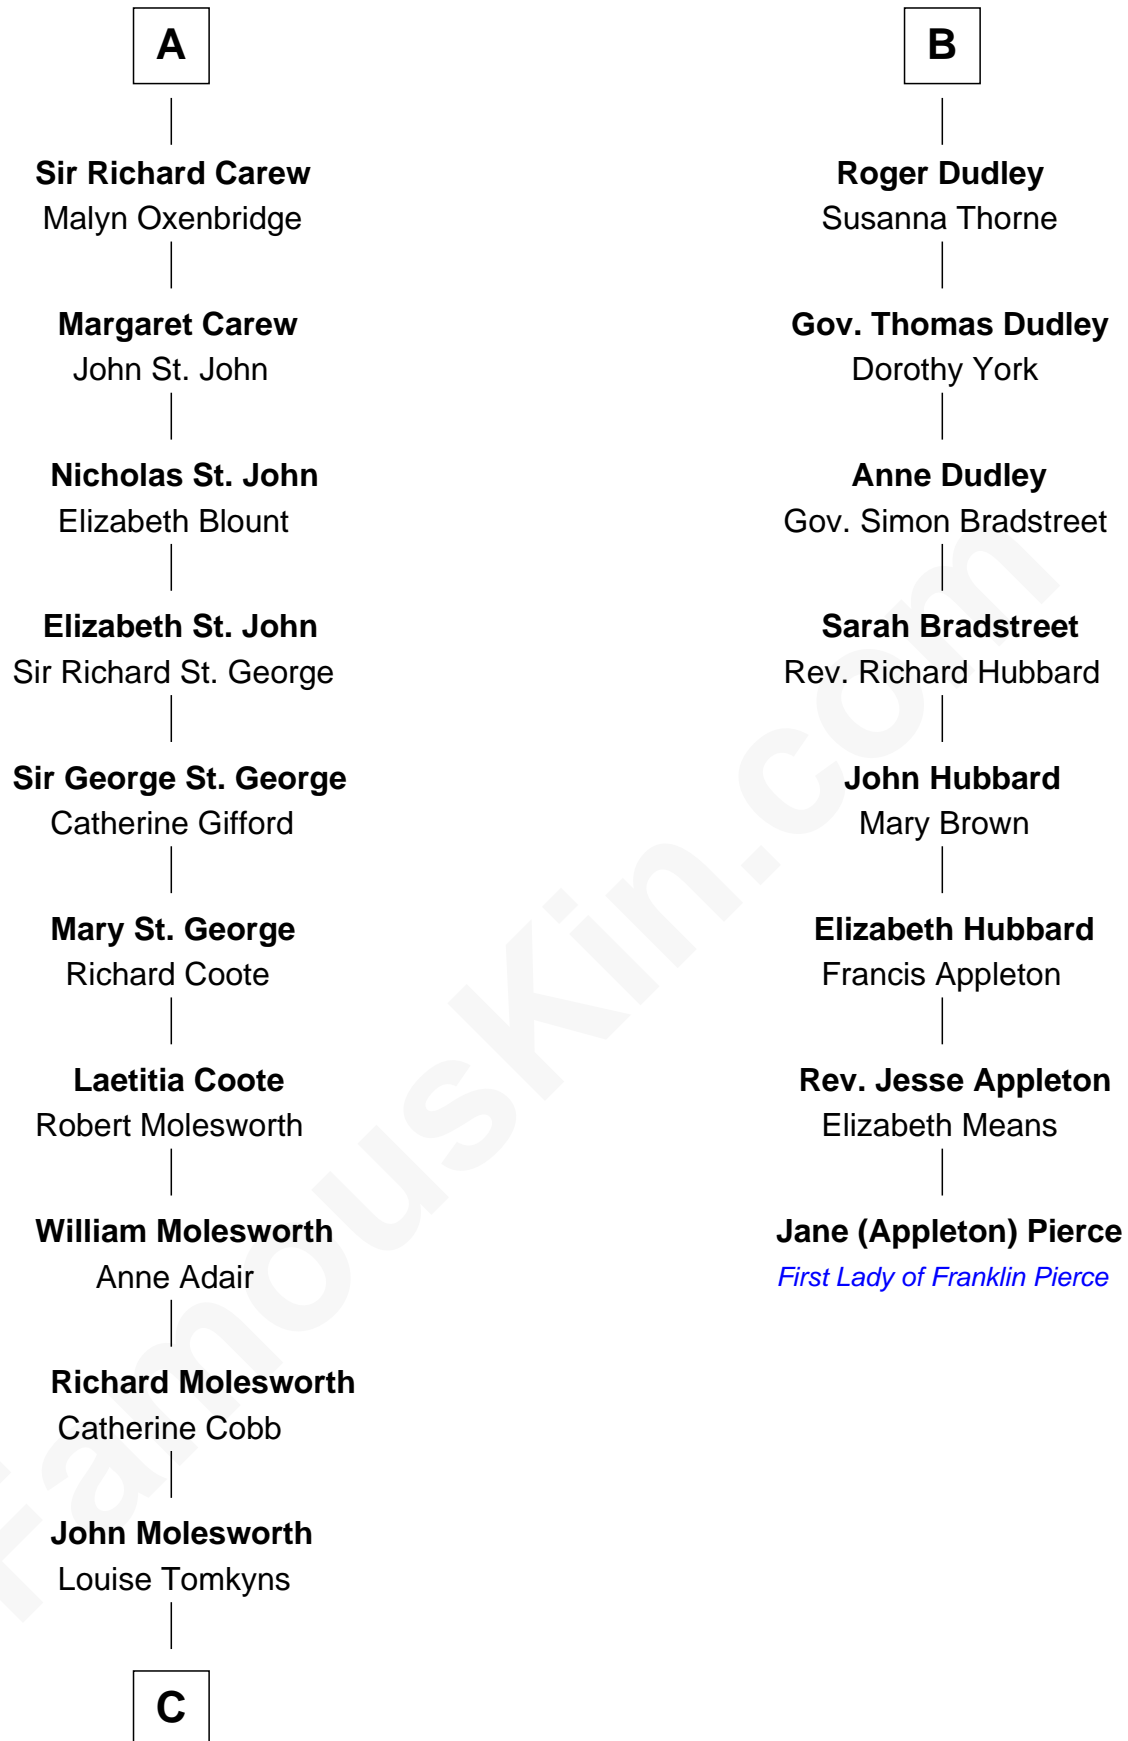 A
Sir Richard Carew
Malyn Oxenbridge
Margaret Carew
John St. John
Nicholas St. John
Elizabeth Blount
Elizabeth St. John
Sir Richard St. George
Sir George St. George
Catherine Gifford
Mary St. George
Richard Coote
Laetitia Coote
Robert Molesworth
William Molesworth
Anne Adair
Richard Molesworth
Catherine Cobb
John Molesworth
Louise Tomkyns
C
B
Roger Dudley
Susanna Thorne
Gov. Thomas Dudley
Dorothy York
Anne Dudley
Gov. Simon Bradstreet
Sarah Bradstreet
Rev. Richard Hubbard
John Hubbard
Mary Brown
Elizabeth Hubbard
Francis Appleton
Rev. Jesse Appleton
Elizabeth Means
Jane (Appleton) Pierce
First Lady of Franklin Pierce
FamousKin.com